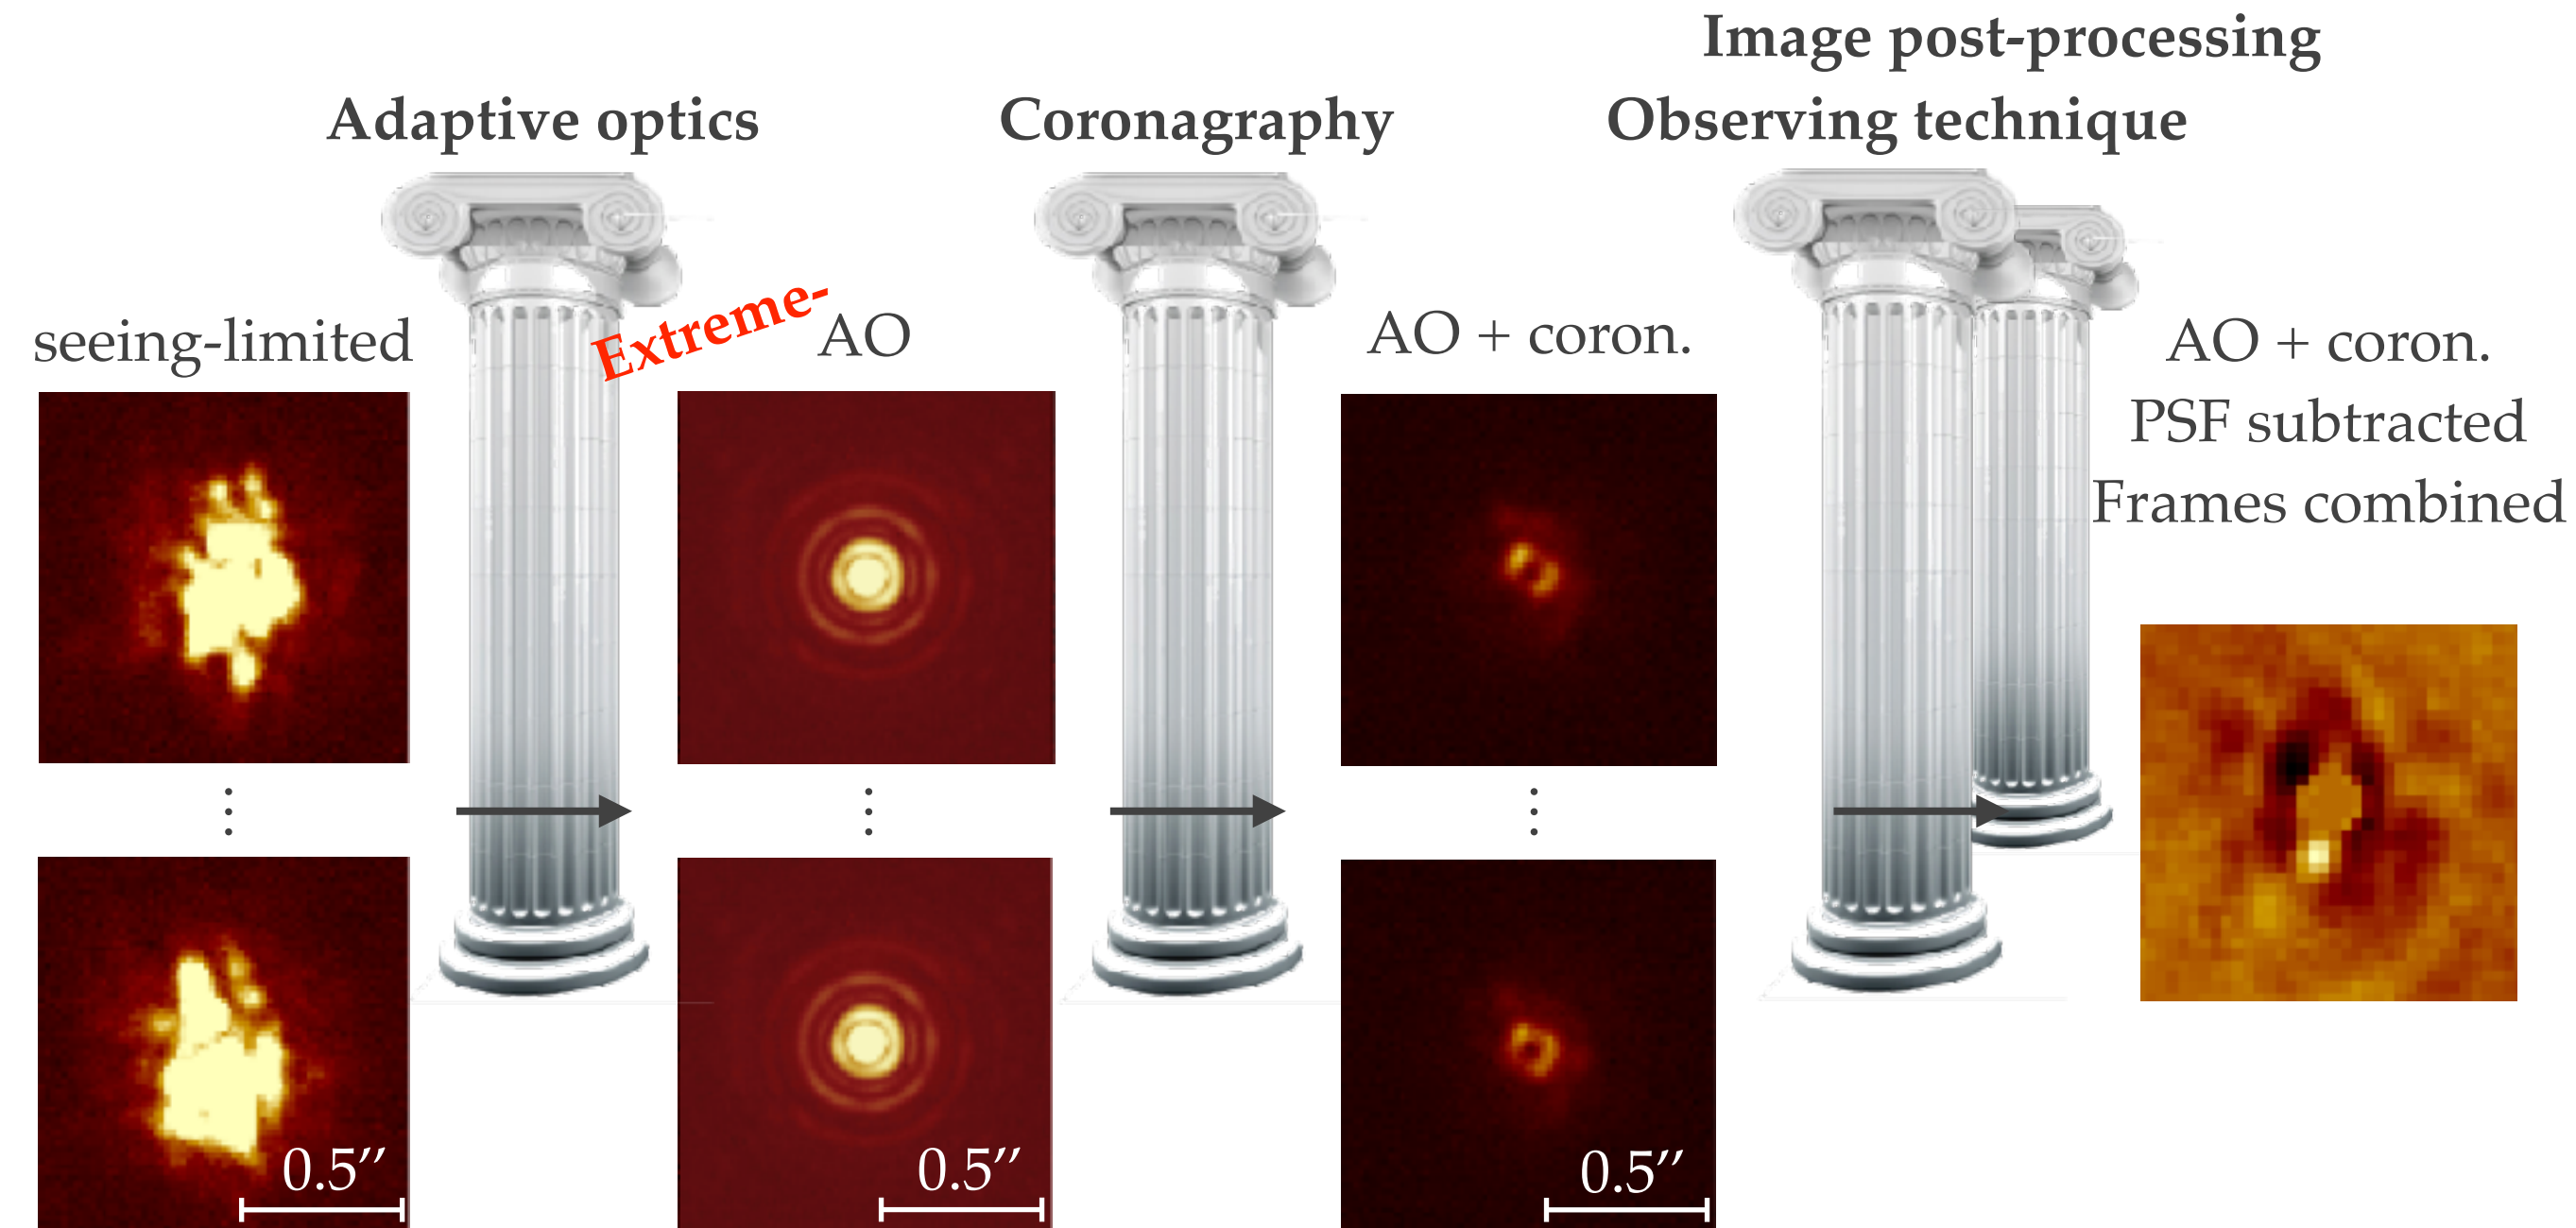 Image post-processing
Adaptive optics
Coronagraphy
Observing technique
seeing-limited
Extreme-
AO
AO + coron.
AO + coron.
PSF subtracted
Frames combined
0.5′′
0.5′′
0.5′′